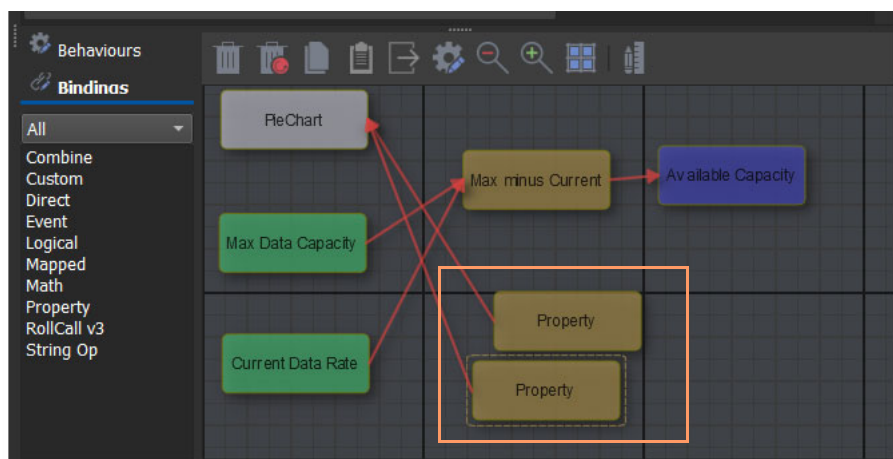 Behaviours
Bindings
All
Combine
Custom
Direct
Event
Logical
Mapped
Math
Property
RollCall v3
String Op
PieChart
Max minus Current
Available Capacity
Max Data Capacity
Property
Current Data Rate
Property